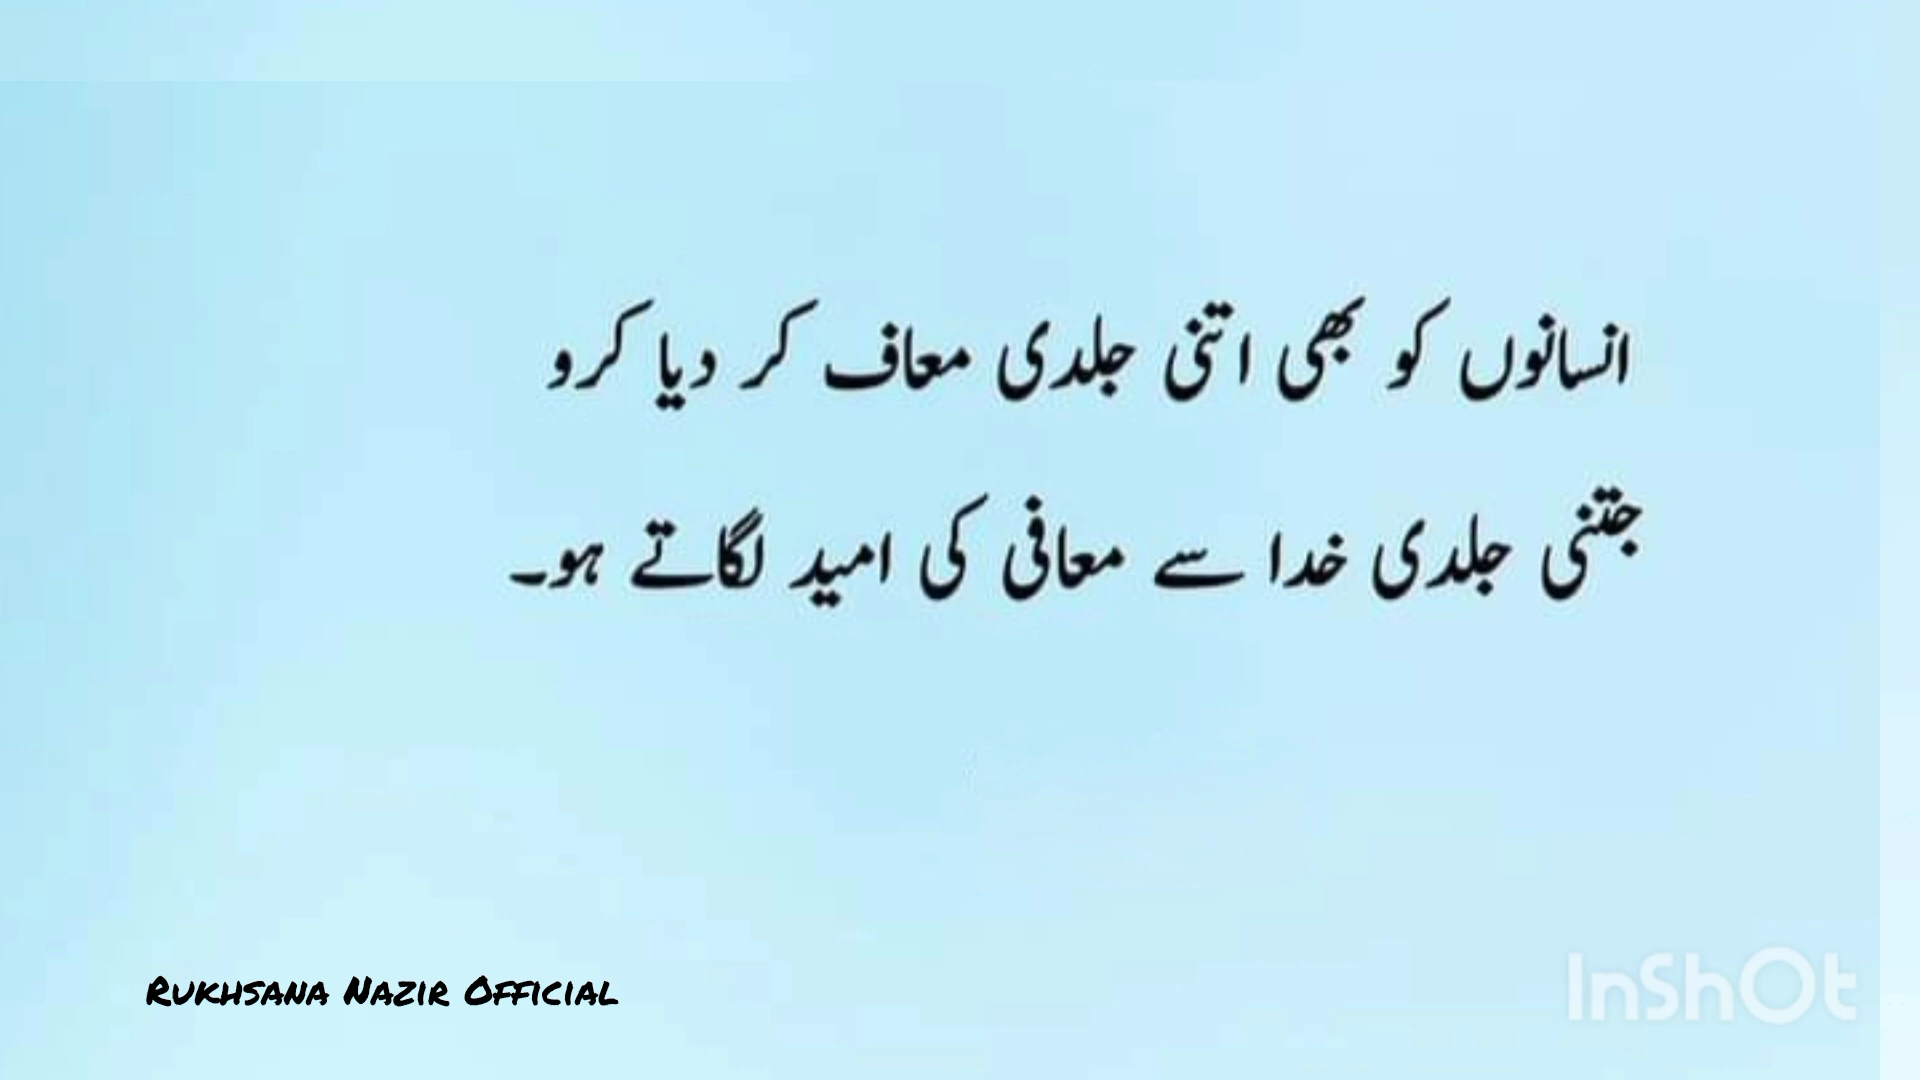 انسانوں کو بھی اتنی جلدی معاف کر دیا کرو
جتنی جلدی خدا سے معافی کی امید لگاتے ہو۔
Rukhsana Nazir Official
InShOt